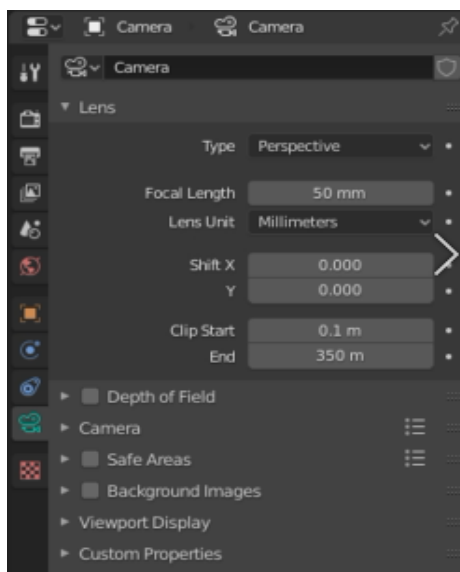 Camera Camera
Camera
Lens
Type Perspective
Focal Length 50 mm
Lens Unit Millimeters
Shift X 0.000
Y 0.000
Clip Start 0.1 m
End 350 m
Depth of Field
Camera
Safe Areas
Background Images
Viewport Display
Custom Properties